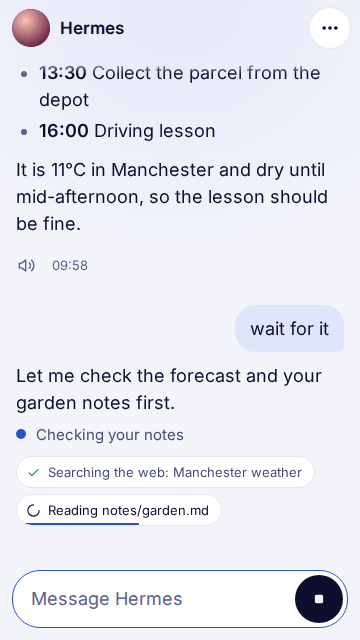 Hermes
13:30 Collect the parcel from the
depot
16:00 Driving lesson
It is 11°C in Manchester and dry until
mid-afternoon, so the lesson should
be fine.
09:58
wait for it
Let me check the forecast and your
garden notes first.
Checking your notes
Searching the web: Manchester weather
Reading notes/garden.md
Message Hermes